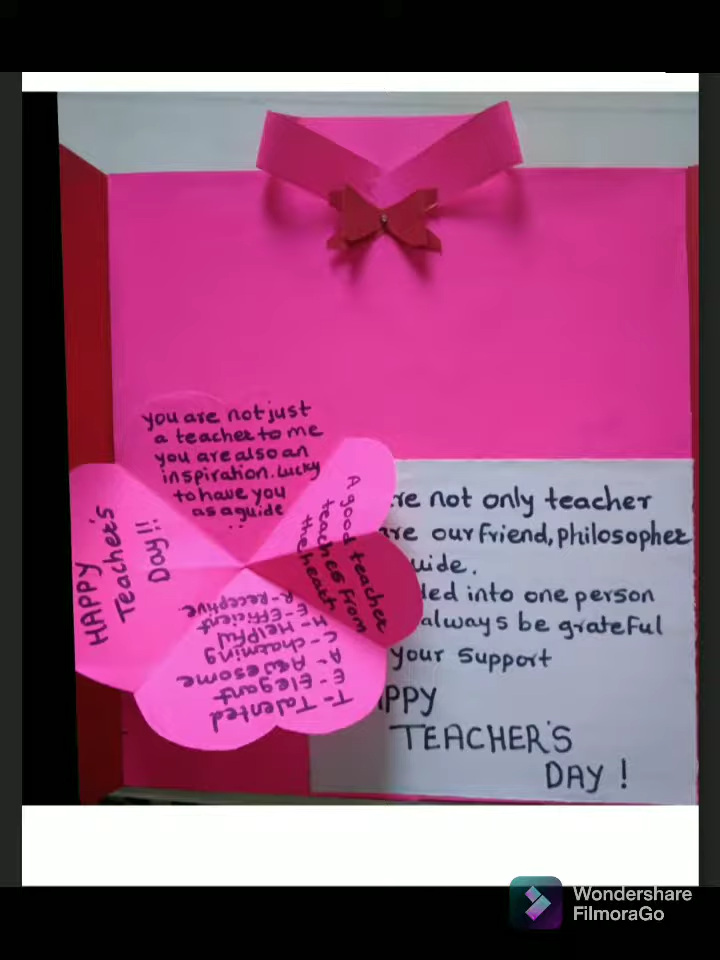 you are not just
a teacher to me
you are also an
inspiration. Lucky
to have you
as a guide
A good teacher
teaches from
the heart
HAPPY
Teacher's
Day!!
T- Talented
E- Elegant
A- Awesome
C- charming
H- Helpful
E- Efficient
R- Receptive.
re not only teacher
are our friend, philosopher
uide.
led into one person
always be grateful
your support
PPY
TEACHER'S
DAY !
Wondershare
FilmoraGo